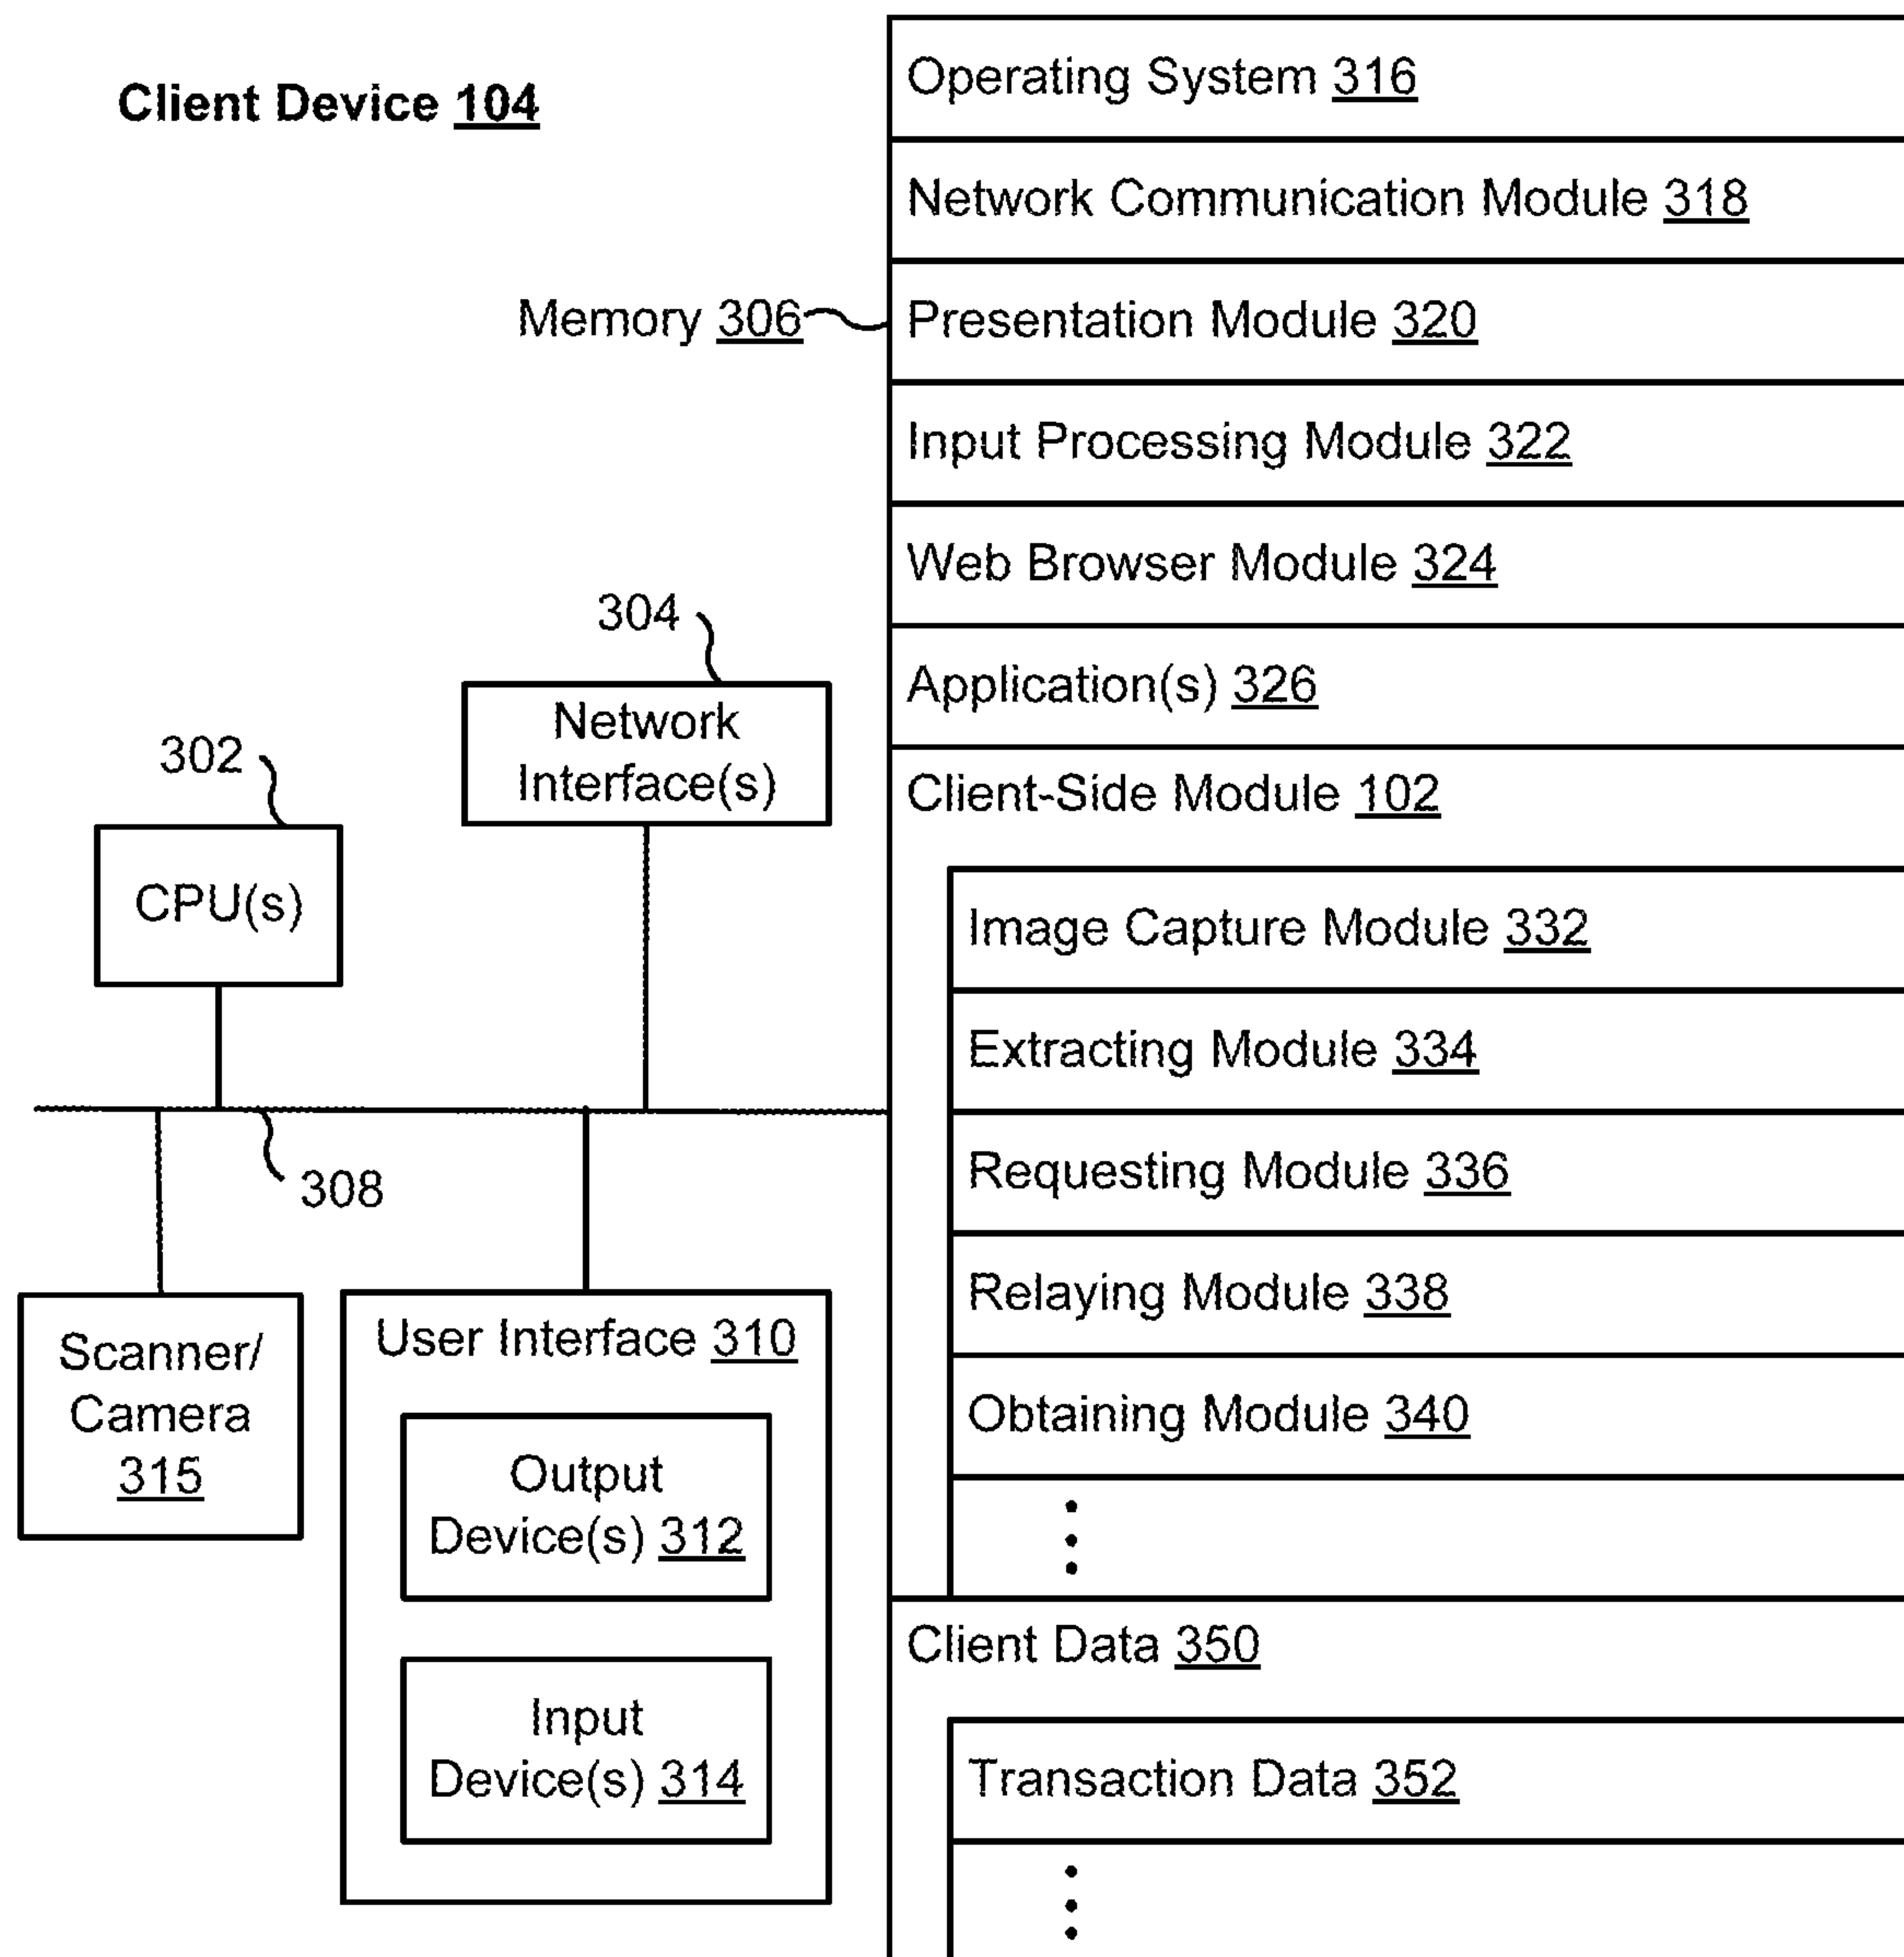 Client Device 104
Memory 306
304
Network
Interface(s)
302
CPU(s)
308
Scanner/
Camera
315
User Interface 310
Output
Device(s) 312
Input
Device(s) 314
Operating System 316
Network Communication Module 318
Presentation Module 320
Input Processing Module 322
Web Browser Module 324
Application(s) 326
Client-Side Module 102
Image Capture Module 332
Extracting Module 334
Requesting Module 336
Relaying Module 338
Obtaining Module 340
Client Data 350
Transaction Data 352